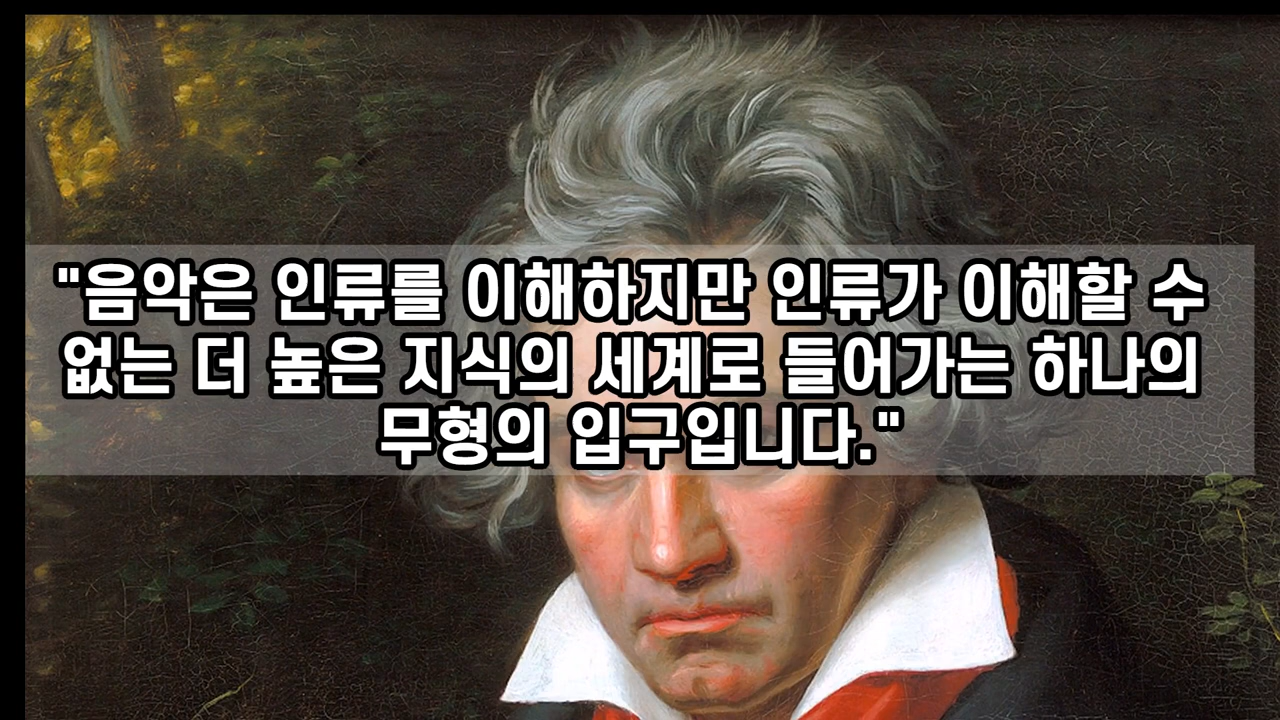 "음악은 인류를 이해하지만 인류가 이해할 수
없는 더 높은 지식의 세계로 들어가는 하나의
무형의 입구입니다."